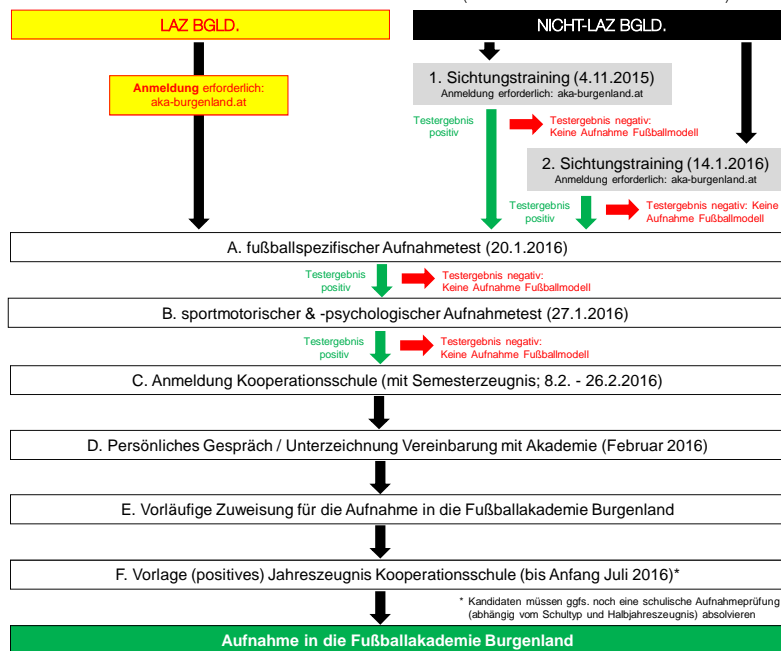 LAZ BGLD.
NICHT-LAZ BGLD.
Anmeldung erforderlich:
aka-burgenland.at
1. Sichtungstraining (4.11.2015)
Anmeldung erforderlich: aka-burgenland.at
Testergebnis
positiv
Testergebnis negativ:
Keine Aufnahme Fußballmodell
2. Sichtungstraining (14.1.2016)
Anmeldung erforderlich: aka-burgenland.at
Testergebnis
positiv
Testergebnis negativ: Keine
Aufnahme Fußballmodell
A. fußballspezifischer Aufnahmetest (20.1.2016)
Testergebnis
positiv
Testergebnis negativ:
Keine Aufnahme Fußballmodell
B. sportmotorischer & -psychologischer Aufnahmetest (27.1.2016)
Testergebnis
positiv
Testergebnis negativ:
Keine Aufnahme Fußballmodell
C. Anmeldung Kooperationsschule (mit Semesterzeugnis; 8.2. - 26.2.2016)
D. Persönliches Gespräch / Unterzeichnung Vereinbarung mit Akademie (Februar 2016)
E. Vorläufige Zuweisung für die Aufnahme in die Fußballakademie Burgenland
F. Vorlage (positives) Jahreszeugnis Kooperationsschule (bis Anfang Juli 2016)*
* Kandidaten müssen ggfs. noch eine schulische Aufnahmeprüfung
(abhängig vom Schultyp und Halbjahreszeugnis) absolvieren
Aufnahme in die Fußballakademie Burgenland